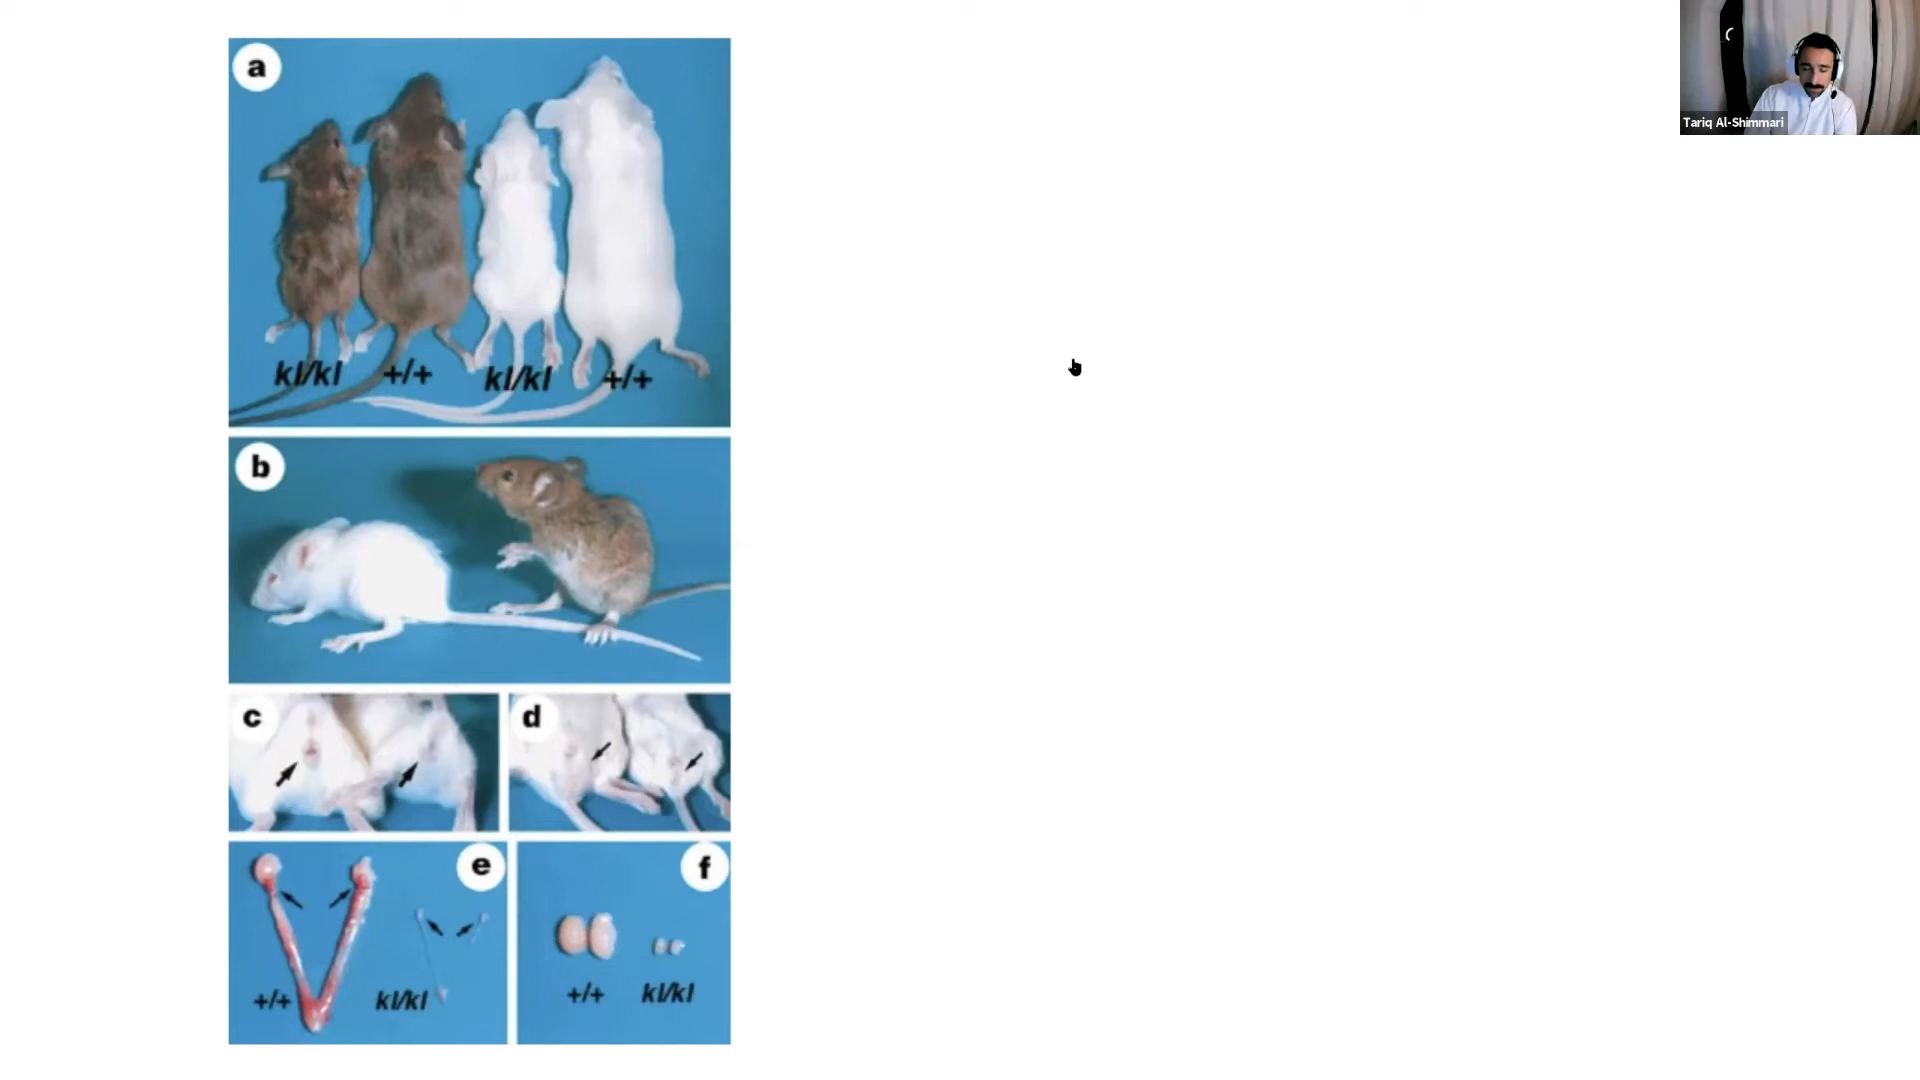 a
kl/kl +/+ kl/kl +/+
b
c
d
e
+/+ kl/kl
f
+/+ kl/kl
Tariq Al-Shimmari